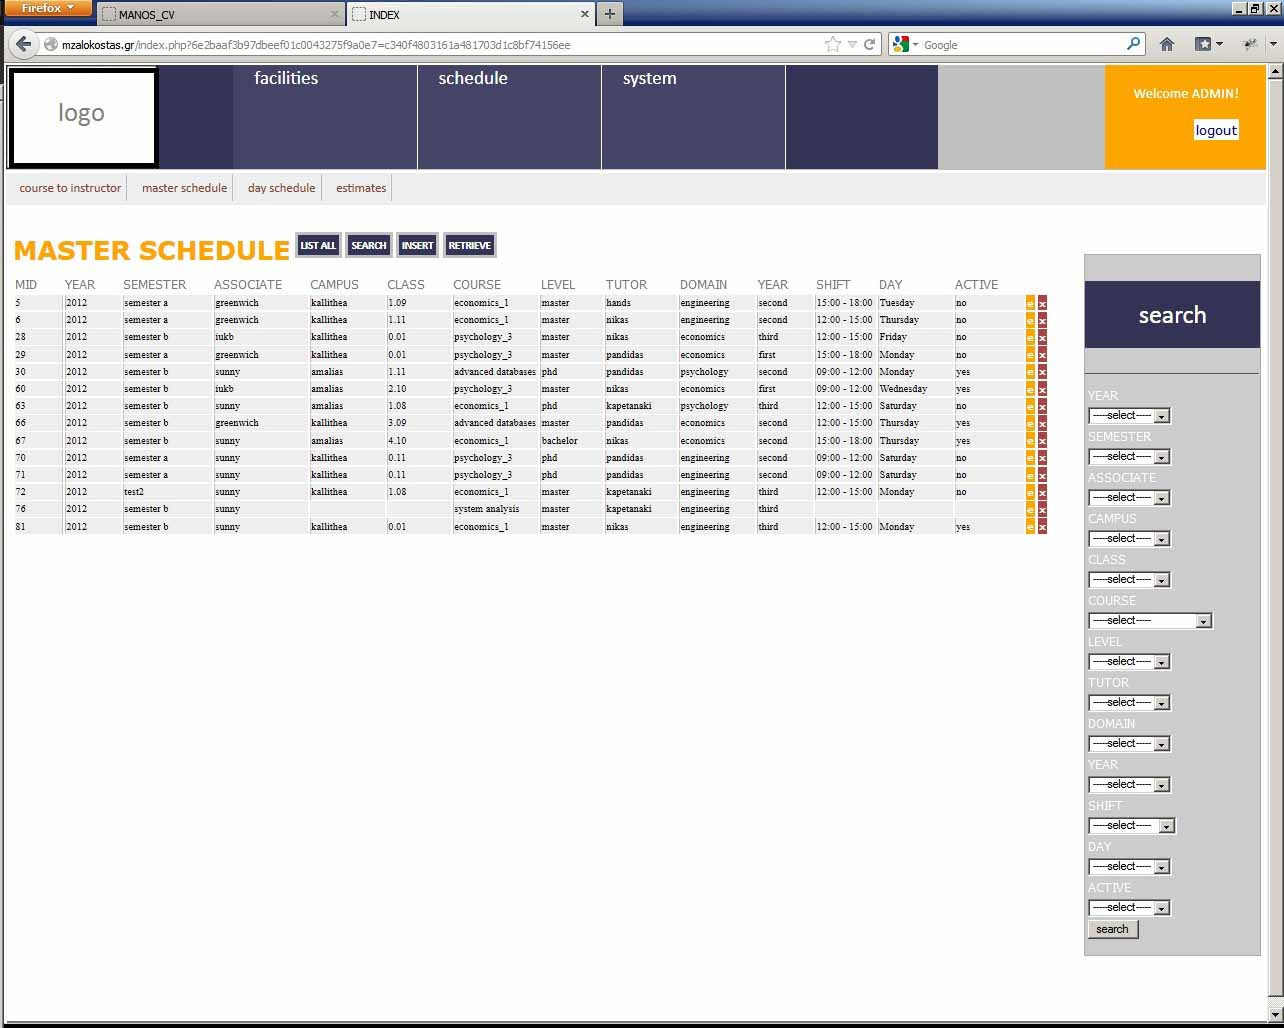 Firefox
MANOS_CV
INDEX
mzalokostas.gr/index.php?6e2baaf3b97dbeef01c0043275f9a0e7=c340f4803161a481703d1c8bf74156ee
Google
logo
facilities
schedule
system
Welcome ADMIN!
logout
course to instructor
master schedule
day schedule
estimates
MASTER SCHEDULE LIST ALL SEARCH INSERT RETRIEVE
MID YEAR SEMESTER ASSOCIATE CAMPUS CLASS COURSE LEVEL TUTOR DOMAIN YEAR SHIFT DAY ACTIVE
5 2012 semester a greenwich kallithea 1.09 economics_1 master hands engineering second 15:00 - 18:00 Tuesday no e x
6 2012 semester a greenwich kallithea 1.11 economics_1 master nikas engineering second 12:00 - 15:00 Thursday no e x
28 2012 semester b iukb kallithea 0.01 psychology_3 master nikas economics third 12:00 - 15:00 Friday no e x
29 2012 semester a greenwich kallithea 0.01 psychology_3 master pandidas economics first 15:00 - 18:00 Monday no e x
30 2012 semester b sunny amalias 1.11 advanced databases phd pandidas psychology second 09:00 - 12:00 Monday yes e x
60 2012 semester b iukb amalias 2.10 psychology_3 master nikas economics first 09:00 - 12:00 Wednesday yes e x
63 2012 semester b sunny amalias 1.08 economics_1 phd kapetanaki psychology third 12:00 - 15:00 Saturday no e x
66 2012 semester b greenwich kallithea 3.09 advanced databases master pandidas economics second 12:00 - 15:00 Thursday yes e x
67 2012 semester b sunny amalias 4.10 economics_1 bachelor nikas economics second 15:00 - 18:00 Thursday yes e x
70 2012 semester a sunny kallithea 0.11 psychology_3 phd pandidas engineering second 09:00 - 12:00 Saturday no e x
71 2012 semester a sunny kallithea 0.11 psychology_3 phd pandidas engineering second 09:00 - 12:00 Saturday no e x
72 2012 test2 sunny kallithea 1.08 economics_1 master kapetanaki engineering third 12:00 - 15:00 Monday no e x
76 2012 semester b sunny system analysis master kapetanaki engineering third e x
81 2012 semester b sunny kallithea 0.01 economics_1 master nikas engineering third 12:00 - 15:00 Monday yes e x
search
YEAR
-----select-----
SEMESTER
-----select-----
ASSOCIATE
-----select-----
CAMPUS
-----select-----
CLASS
-----select-----
COURSE
-----select-----
LEVEL
-----select-----
TUTOR
-----select-----
DOMAIN
-----select-----
YEAR
-----select-----
SHIFT
-----select-----
DAY
-----select-----
ACTIVE
-----select-----
search